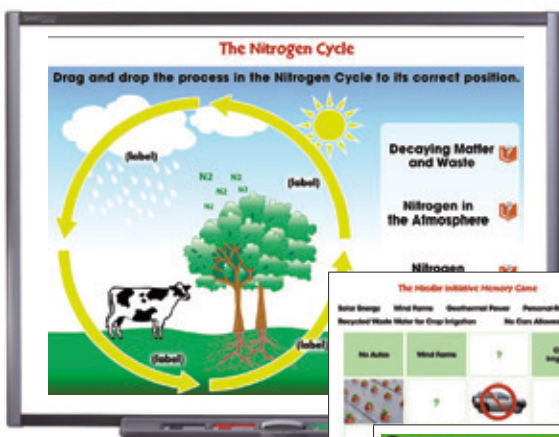 The Nitrogen Cycle
Drag and drop the process in the Nitrogen Cycle to its correct position.
(label)
N2
N2
N2
N2
N2
(label)
Decaying Matter
and Waste
Nitrogen in
the Atmosphere
Nitrogen
(label)
(label)
The Masdar Initiative Memory Game
Solar Energy Wind Farms Geothermal Power
Recycled Waste Water for Crop Irrigation No Cars Allowed
No Autos
Wind Farms
?
?